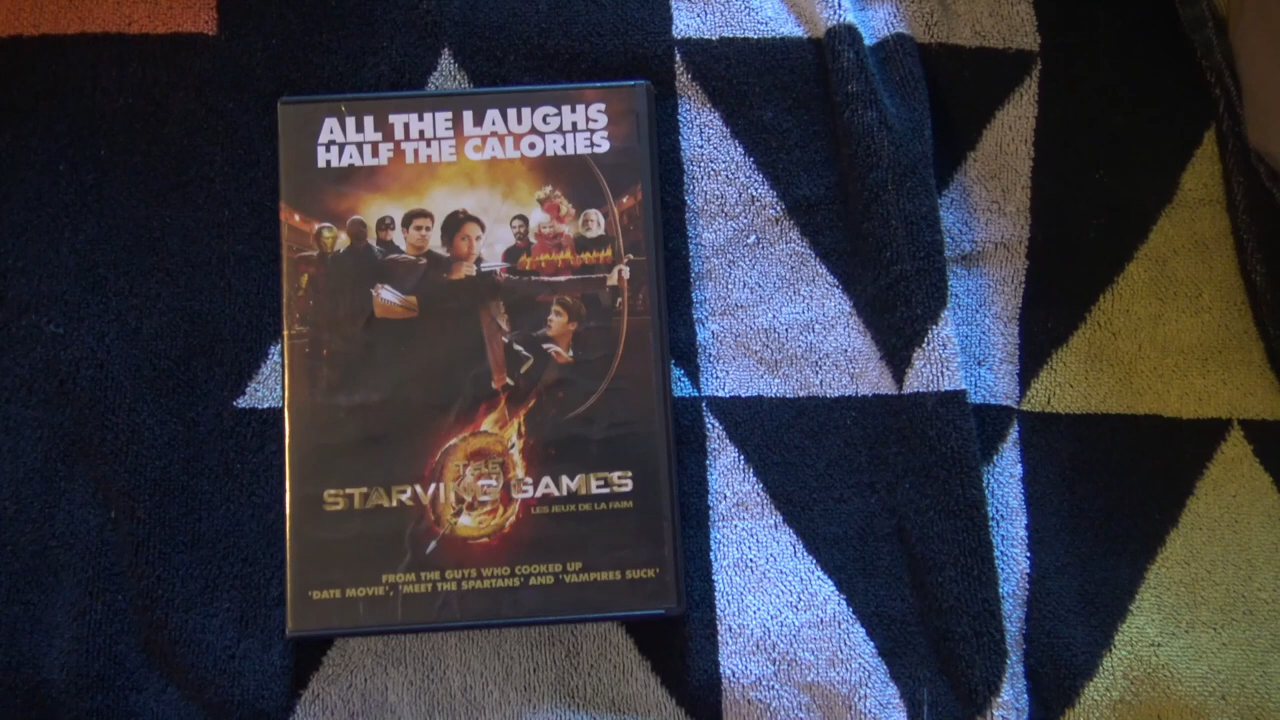 ALL THE LAUGHS
HALF THE CALORIES
THE
STARVING GAMES
LES JEUX DE LA FAIM
FROM THE GUYS WHO COOKED UP
'DATE MOVIE', 'MEET THE SPARTANS' AND 'VAMPIRES SUCK'